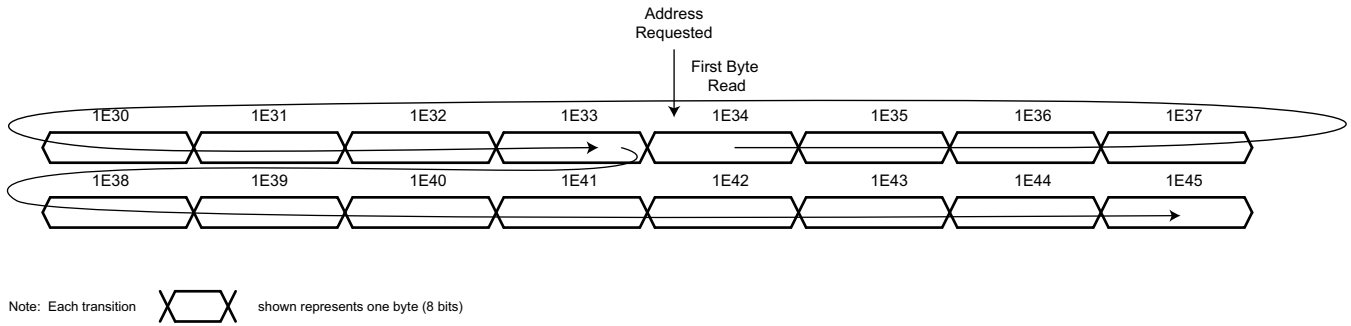 Address
Requested
First Byte
Read
1E30 1E31 1E32 1E33 1E34 1E35 1E36 1E37
1E38 1E39 1E40 1E41 1E42 1E43 1E44 1E45
Note: Each transition shown represents one byte (8 bits)